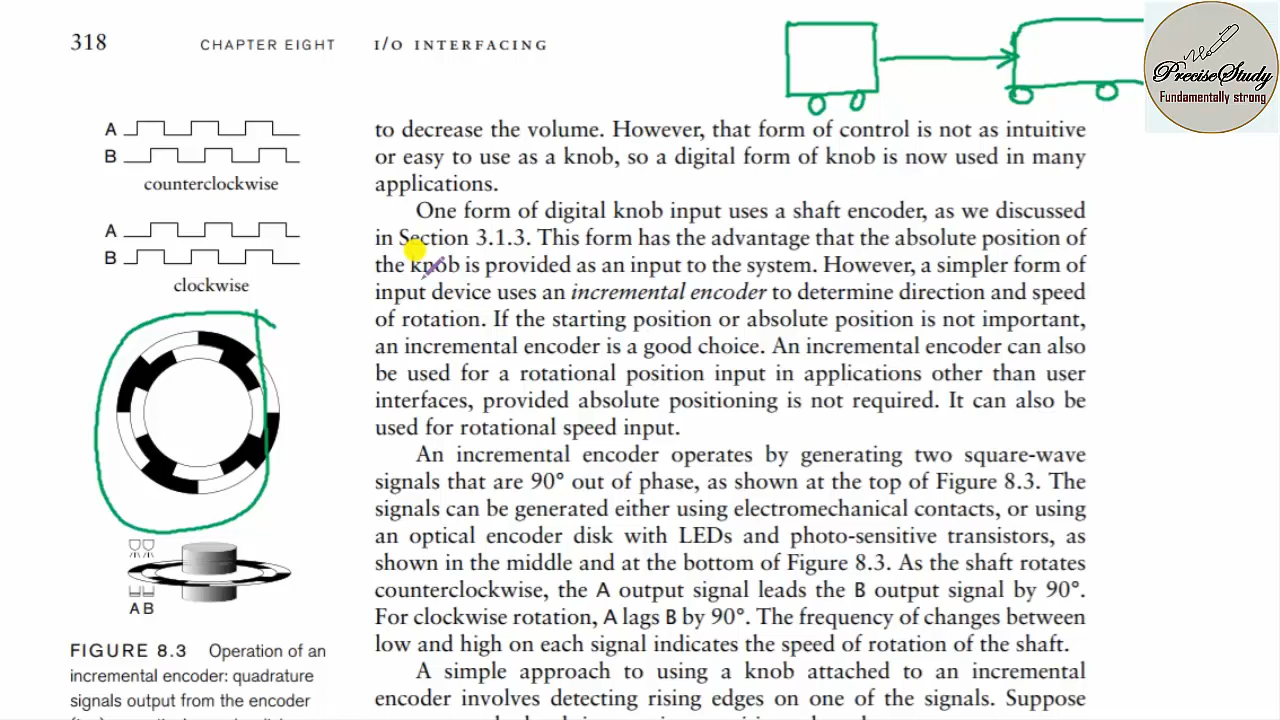 318 CHAPTER EIGHT I/O INTERFACING
PreciseStudy
Fundamentally strong
A
B
counterclockwise
A
B
clockwise
A B
FIGURE 8.3 Operation of an
incremental encoder: quadrature
signals output from the encoder
to decrease the volume. However, that form of control is not as intuitive
or easy to use as a knob, so a digital form of knob is now used in many
applications.
One form of digital knob input uses a shaft encoder, as we discussed
in Section 3.1.3. This form has the advantage that the absolute position of
the knob is provided as an input to the system. However, a simpler form of
input device uses an incremental encoder to determine direction and speed
of rotation. If the starting position or absolute position is not important,
an incremental encoder is a good choice. An incremental encoder can also
be used for a rotational position input in applications other than user
interfaces, provided absolute positioning is not required. It can also be
used for rotational speed input.
An incremental encoder operates by generating two square-wave
signals that are 90° out of phase, as shown at the top of Figure 8.3. The
signals can be generated either using electromechanical contacts, or using
an optical encoder disk with LEDs and photo-sensitive transistors, as
shown in the middle and at the bottom of Figure 8.3. As the shaft rotates
counterclockwise, the A output signal leads the B output signal by 90°.
For clockwise rotation, A lags B by 90°. The frequency of changes between
low and high on each signal indicates the speed of rotation of the shaft.
A simple approach to using a knob attached to an incremental
encoder involves detecting rising edges on one of the signals. Suppose